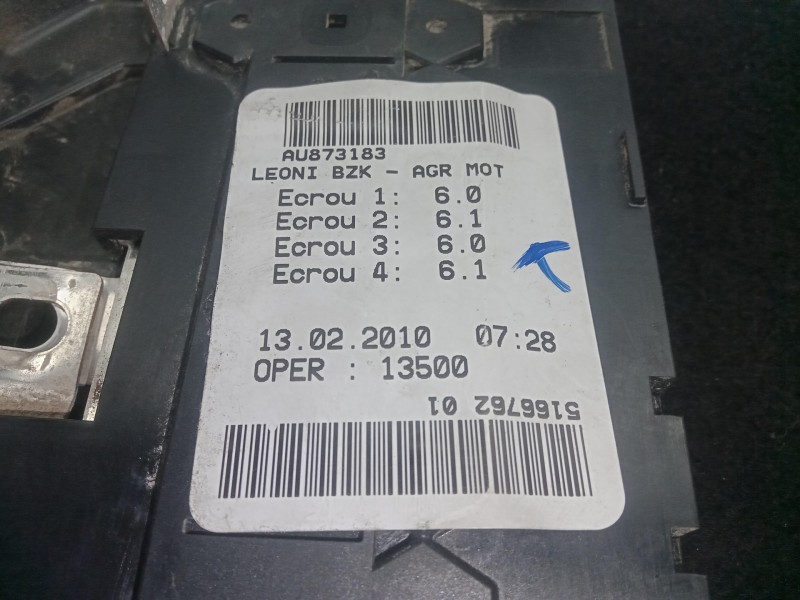 AU873183
LEONI BZK - AGR MOT
Ecrou 1: 6.0
Ecrou 2: 6.1
Ecrou 3: 6.0
Ecrou 4: 6.1
13.02.2010 07:28
OPER : 13500
5166762 01